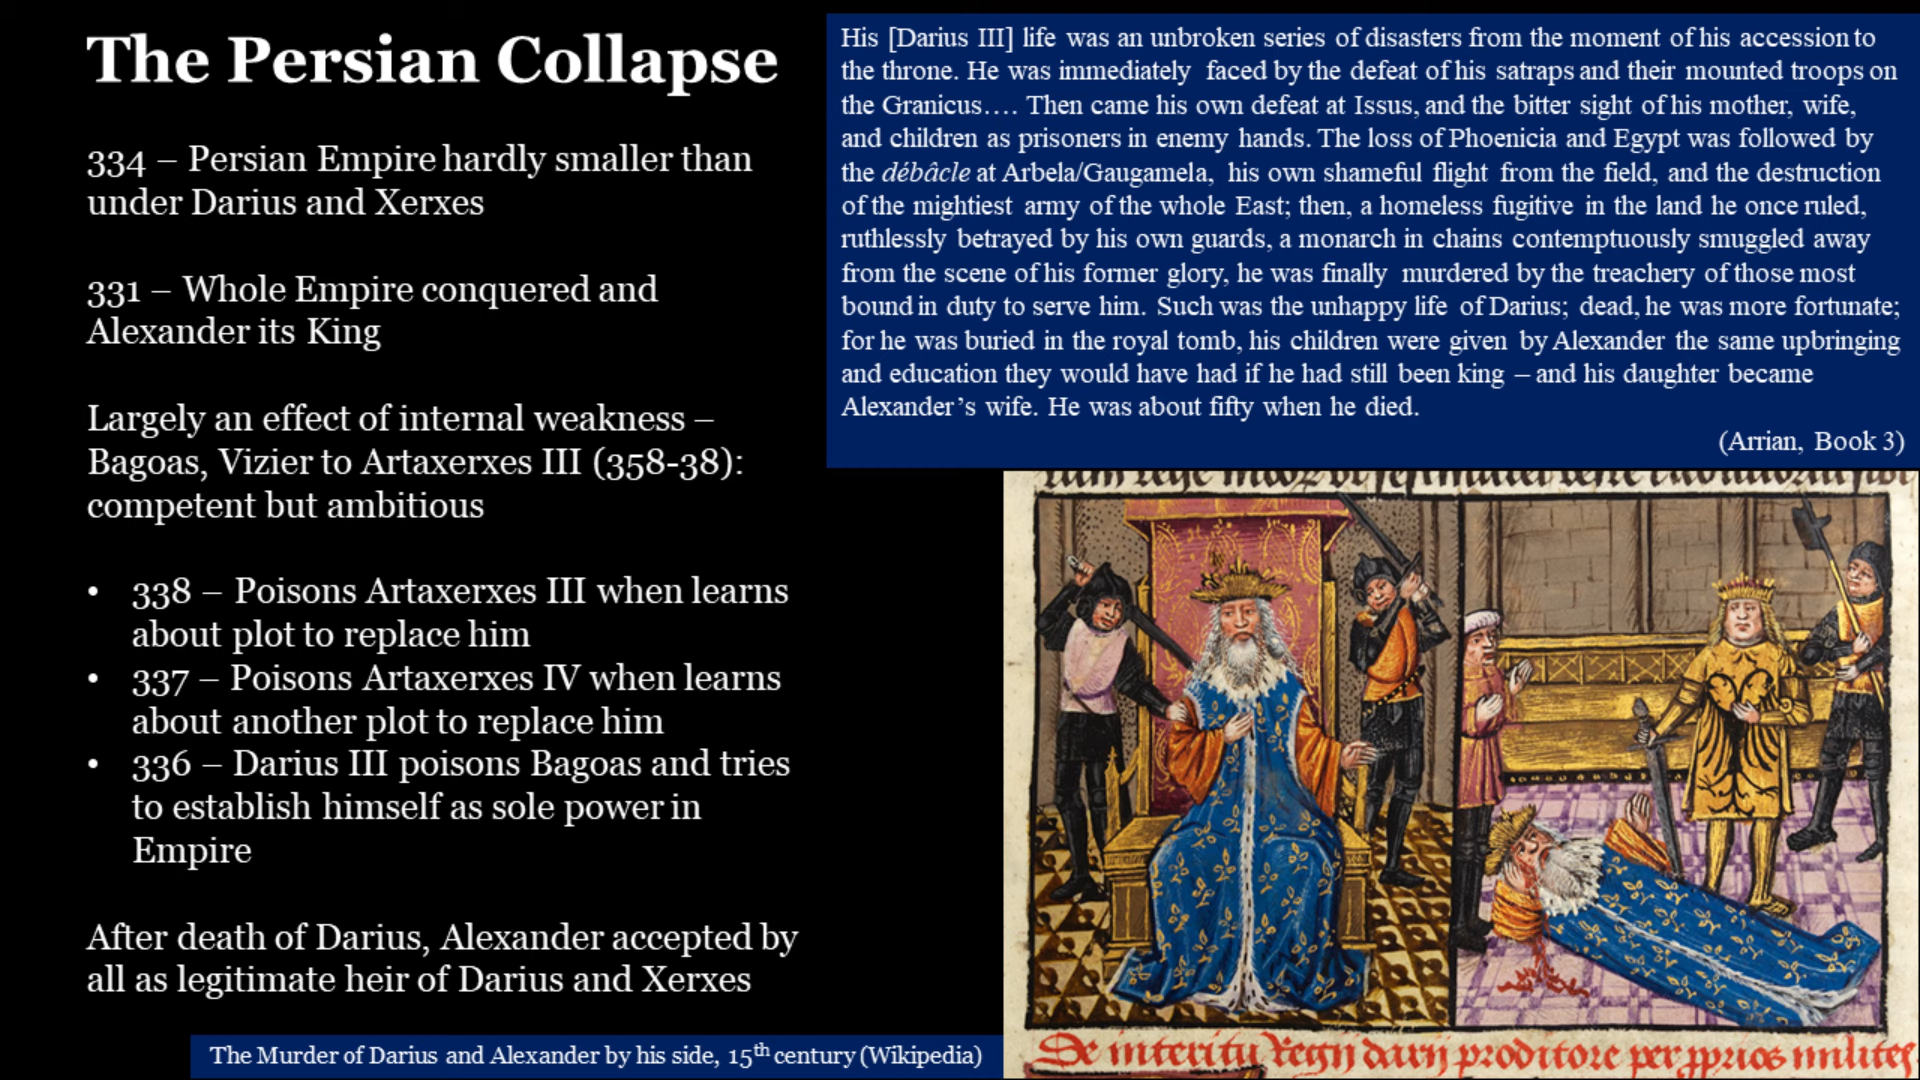 The Persian Collapse
334 – Persian Empire hardly smaller than
under Darius and Xerxes
331 – Whole Empire conquered and
Alexander its King
Largely an effect of internal weakness –
Bagoas, Vizier to Artaxerxes III (358-38):
competent but ambitious
• 338 – Poisons Artaxerxes III when learns
about plot to replace him
• 337 – Poisons Artaxerxes IV when learns
about another plot to replace him
• 336 – Darius III poisons Bagoas and tries
to establish himself as sole power in
Empire
After death of Darius, Alexander accepted by
all as legitimate heir of Darius and Xerxes
His [Darius III] life was an unbroken series of disasters from the moment of his accession to
the throne. He was immediately faced by the defeat of his satraps and their mounted troops on
the Granicus…. Then came his own defeat at Issus, and the bitter sight of his mother, wife,
and children as prisoners in enemy hands. The loss of Phoenicia and Egypt was followed by
the débâcle at Arbela/Gaugamela, his own shameful flight from the field, and the destruction
of the mightiest army of the whole East; then, a homeless fugitive in the land he once ruled,
ruthlessly betrayed by his own guards, a monarch in chains contemptuously smuggled away
from the scene of his former glory, he was finally murdered by the treachery of those most
bound in duty to serve him. Such was the unhappy life of Darius; dead, he was more fortunate;
for he was buried in the royal tomb, his children were given by Alexander the same upbringing
and education they would have had if he had still been king – and his daughter became
Alexander’s wife. He was about fifty when he died.
(Arrian, Book 3)
De interitu Regis darii proditore per milites
The Murder of Darius and Alexander by his side, 15th century (Wikipedia)